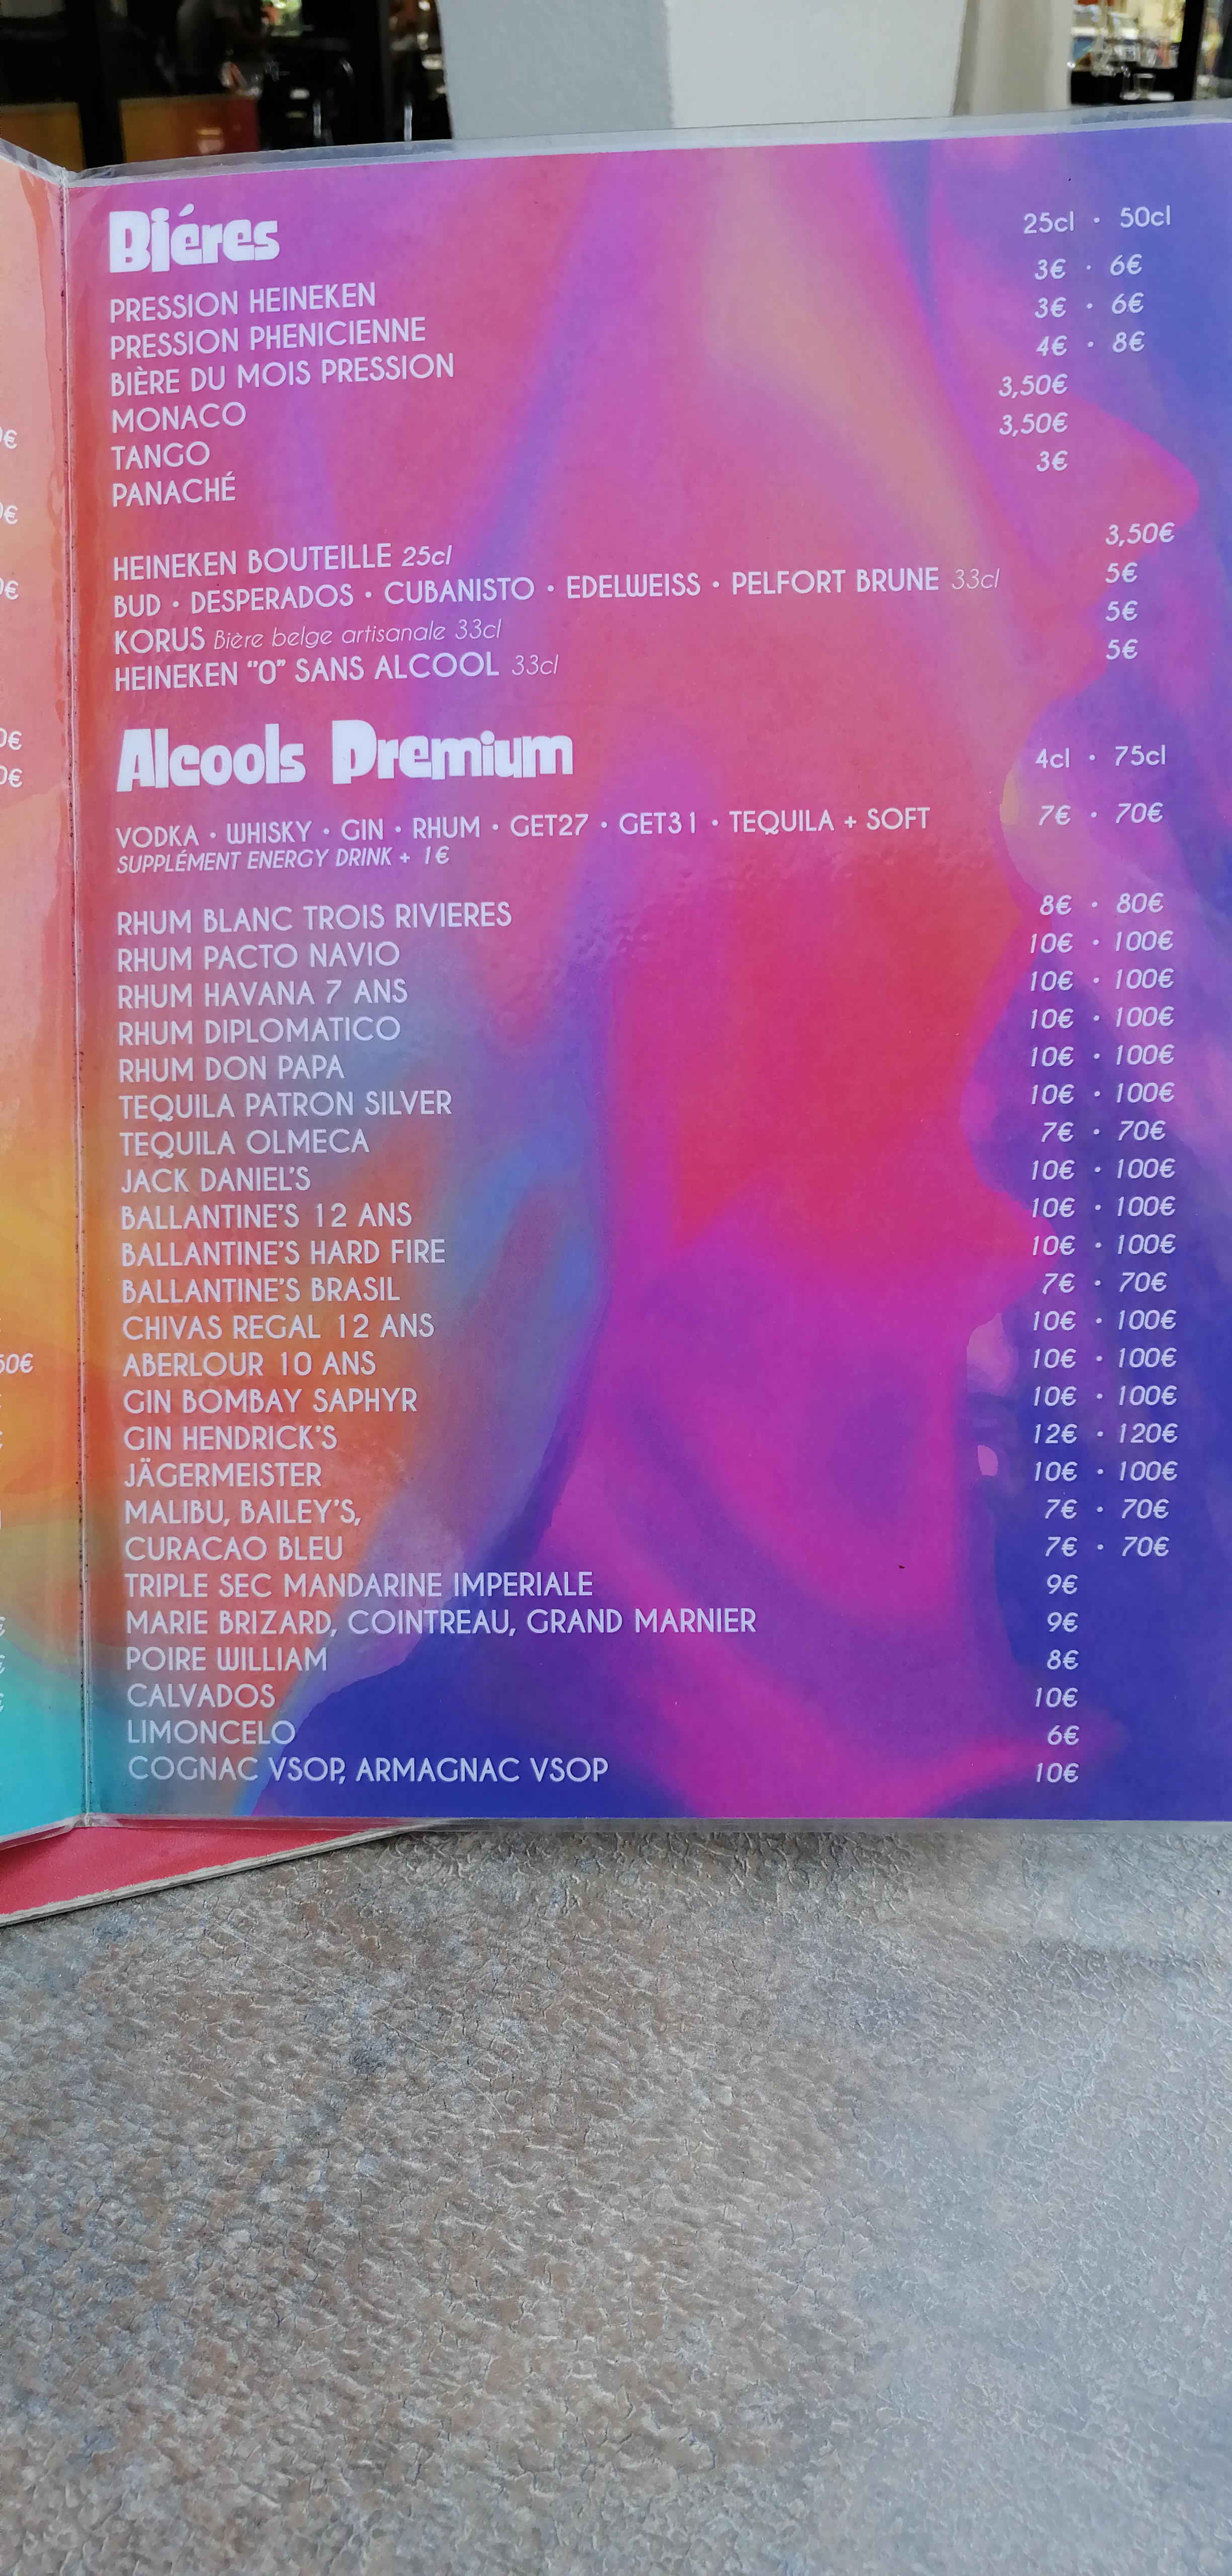 Biéres 25cl · 50cl
PRESSION HEINEKEN 3€ · 6€
PRESSION PHENICIENNE 3€ · 6€
BIÈRE DU MOIS PRESSION 4€ · 8€
MONACO 3,50€
TANGO 3,50€
PANACHÉ 3€
HEINEKEN BOUTEILLE 25cl 3,50€
BUD · DESPERADOS · CUBANISTO · EDELWEISS · PELFORT BRUNE 33cl 5€
KORUS Bière belge artisanale 33cl 5€
HEINEKEN "0" SANS ALCOOL 33cl 5€
Alcools Premium 4cl · 75cl
VODKA · WHISKY · GIN · RHUM · GET27 · GET31 · TEQUILA + SOFT 7€ · 70€
SUPPLÉMENT ENERGY DRINK + 1€
RHUM BLANC TROIS RIVIERES 8€ · 80€
RHUM PACTO NAVIO 10€ · 100€
RHUM HAVANA 7 ANS 10€ · 100€
RHUM DIPLOMATICO 10€ · 100€
RHUM DON PAPA 10€ · 100€
TEQUILA PATRON SILVER 10€ · 100€
TEQUILA OLMECA 7€ · 70€
JACK DANIEL'S 10€ · 100€
BALLANTINE'S 12 ANS 10€ · 100€
BALLANTINE'S HARD FIRE 10€ · 100€
BALLANTINE'S BRASIL 7€ · 70€
CHIVAS REGAL 12 ANS 10€ · 100€
ABERLOUR 10 ANS 10€ · 100€
GIN BOMBAY SAPHYR 10€ · 100€
GIN HENDRICK'S 12€ · 120€
JÄGERMEISTER 10€ · 100€
MALIBU, BAILEY'S, 7€ · 70€
CURACAO BLEU 7€ · 70€
TRIPLE SEC MANDARINE IMPERIALE 9€
MARIE BRIZARD, COINTREAU, GRAND MARNIER 9€
POIRE WILLIAM 8€
CALVADOS 10€
LIMONCELO 6€
COGNAC VSOP, ARMAGNAC VSOP 10€